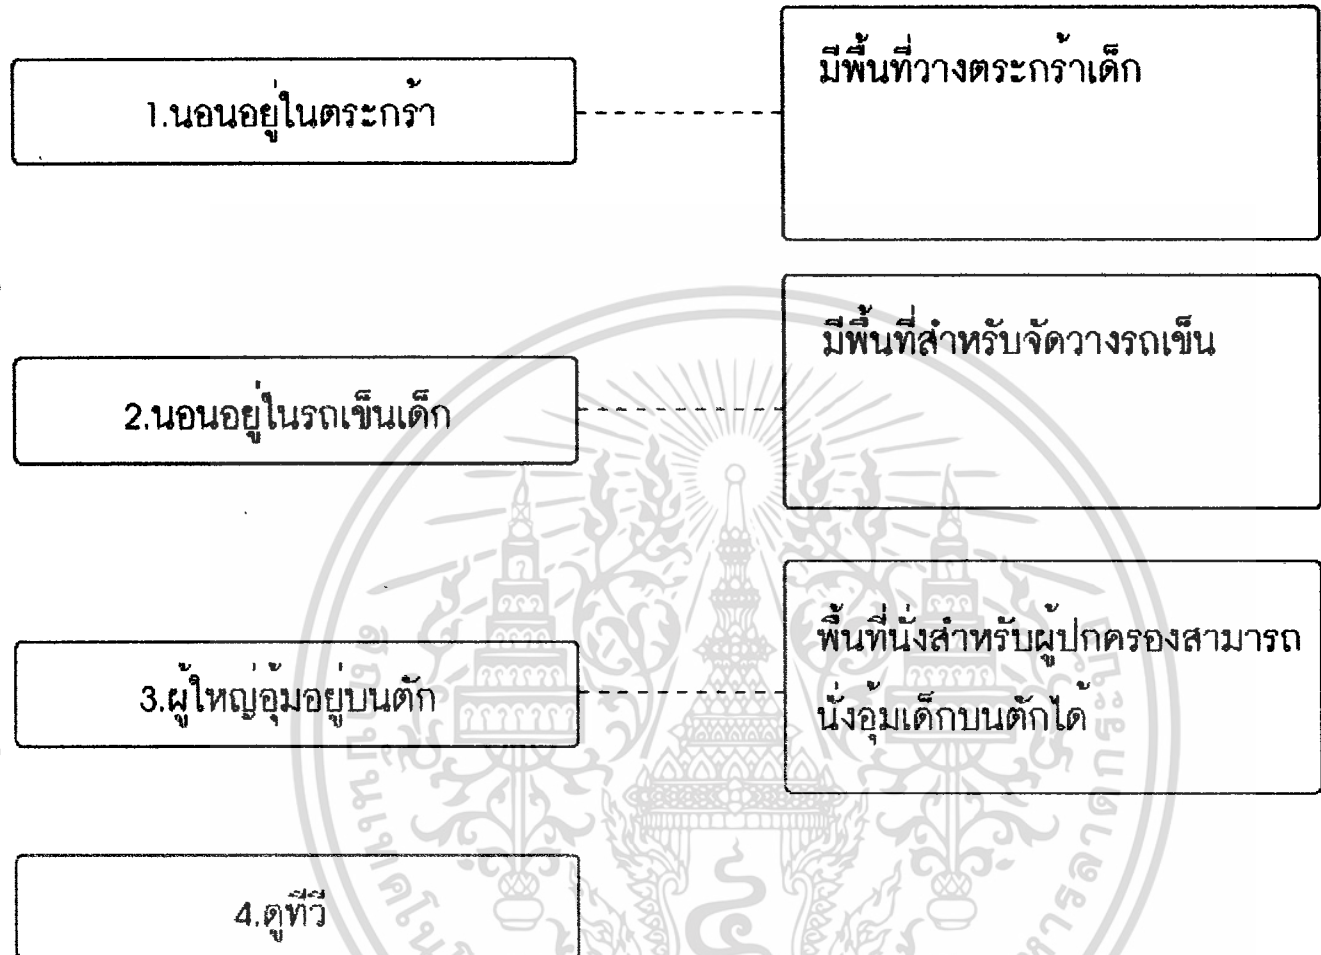 1.นอนอยู่ในตระกร้า
มีพื้นที่วางตระกร้าเด็ก
2.นอนอยู่ในรถเข็นเด็ก
มีพื้นที่สำหรับจัดวางรถเข็น
3.ผู้ใหญ่อุ้มอยู่บนตัก
พื้นที่นั่งสำหรับผู้ปกครองสามารถ
นั่งอุ้มเด็กบนตักได้
4.ดูทีวี